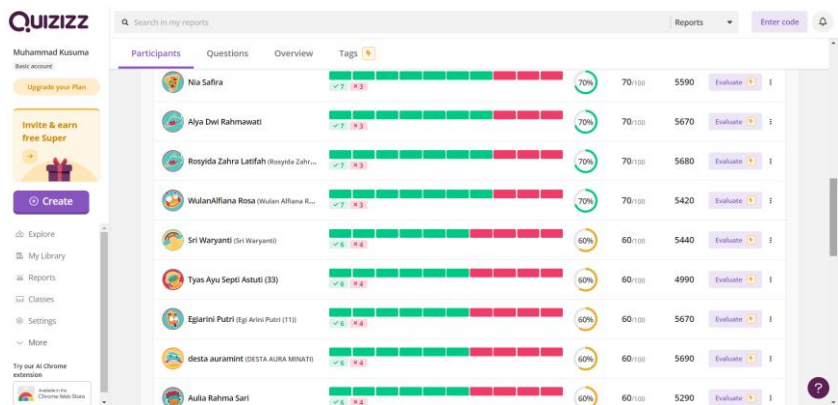 QUIZIZZ
Search in my reports
Reports
Enter code
Muhammad Kusuma
Basic account
Upgrade your Plan
Invite & earn
free Super
Create
Explore
My Library
Reports
Classes
Settings
More
Try our AI Chrome
extension
Available in the
Chrome Web Store
Participants Questions Overview Tags
Nia Safira 70% 70/100 5590 Evaluate
✓ 7 × 3
Alya Dwi Rahmawati 70% 70/100 5670 Evaluate
✓ 7 × 3
Rosyida Zahra Latifah (Rosyida Zahr... 70% 70/100 5680 Evaluate
✓ 7 × 3
WulanAlfiana Rosa (Wulan Alfiana R... 70% 70/100 5420 Evaluate
✓ 7 × 3
Sri Waryanti (Sri Waryanti) 60% 60/100 5440 Evaluate
✓ 6 × 4
Tyas Ayu Septi Astuti (33) 60% 60/100 4990 Evaluate
✓ 6 × 4
Egiarini Putri (Egi Arini Putri (11)) 60% 60/100 5670 Evaluate
✓ 6 × 4
desta auramint (DESTA AURA MINATI) 60% 60/100 5690 Evaluate
✓ 6 × 4
Aulia Rahma Sari 60% 60/100 5290 Evaluate
✓ 6 × 4
?